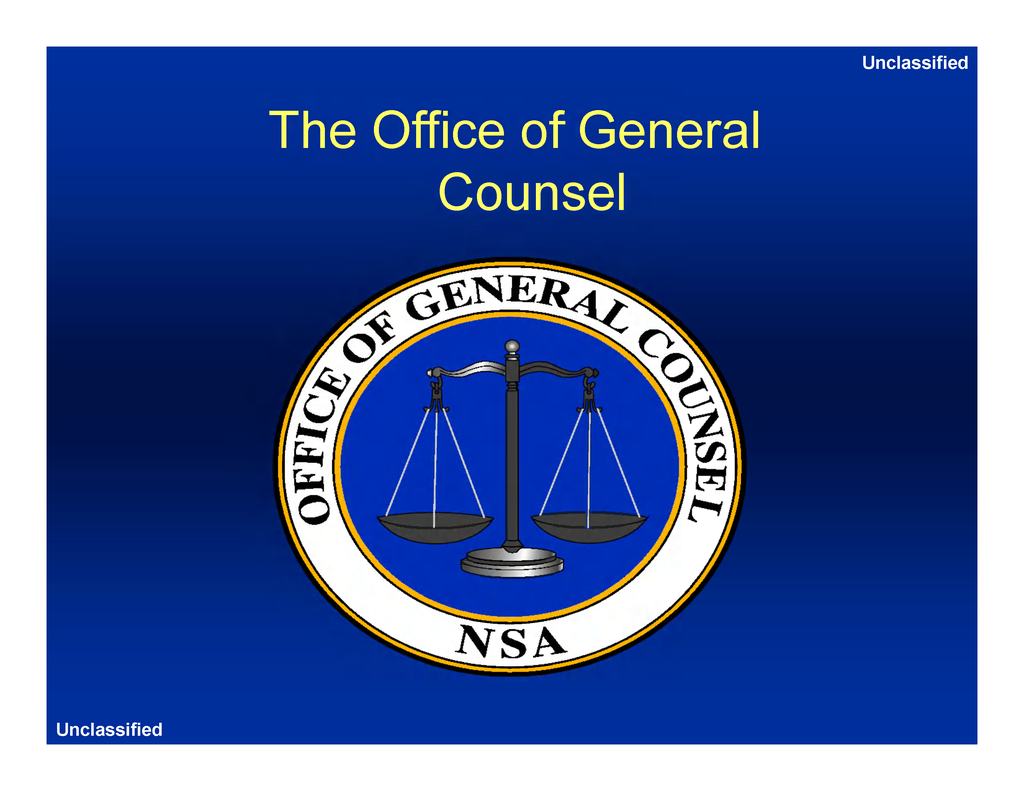 Unclassified
The Office of General
Counsel
OFFICE OF GENERAL COUNSEL
NSA
Unclassified